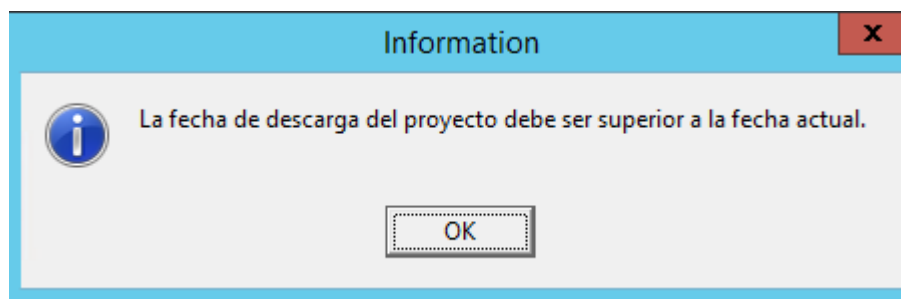 Information
x
La fecha de descarga del proyecto debe ser superior a la fecha actual.
OK